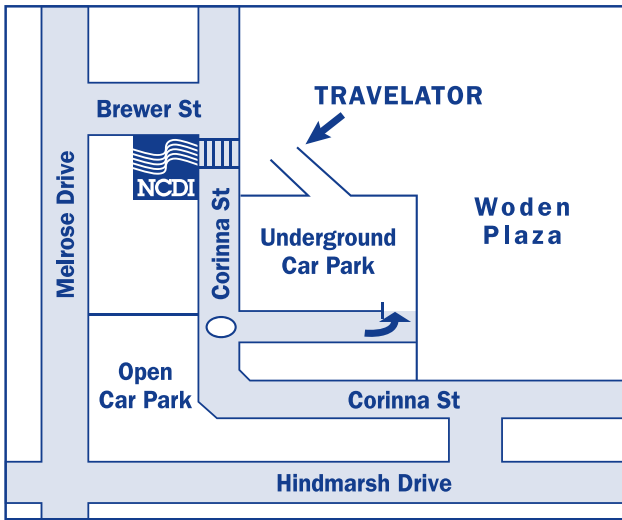 TRAVELATOR
Brewer St
NCDI
Melrose Drive
Corinna St
Woden
Plaza
Underground
Car Park
Open
Car Park
Corinna St
Hindmarsh Drive